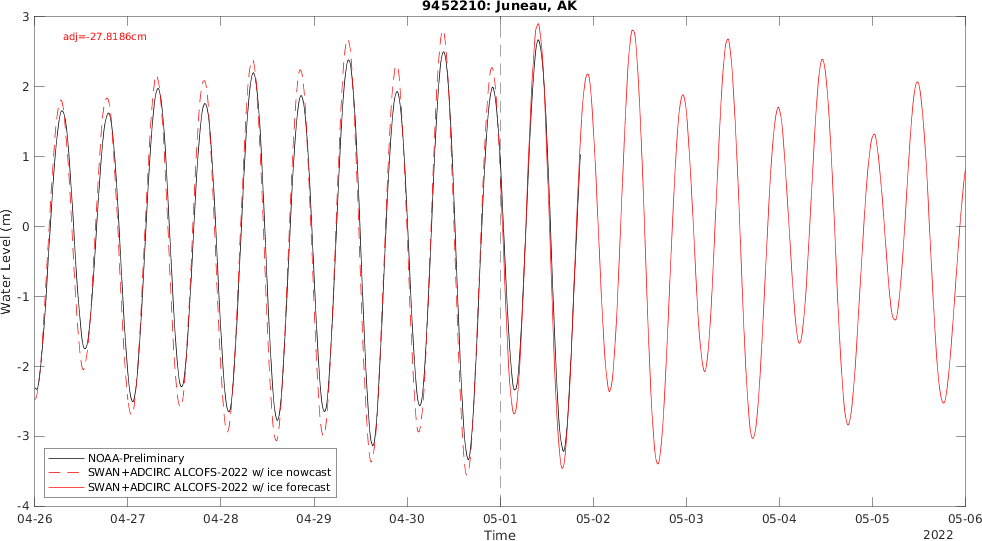 9452210: Juneau, AK
adj=-27.8186cm
Water Level (m)
3
2
1
0
-1
-2
-3
-4
NOAA-Preliminary
SWAN+ADCIRC ALCOFS-2022 w/ ice nowcast
SWAN+ADCIRC ALCOFS-2022 w/ ice forecast
04-26 04-27 04-28 04-29 04-30 05-01 05-02 05-03 05-04 05-05 05-06
Time
2022